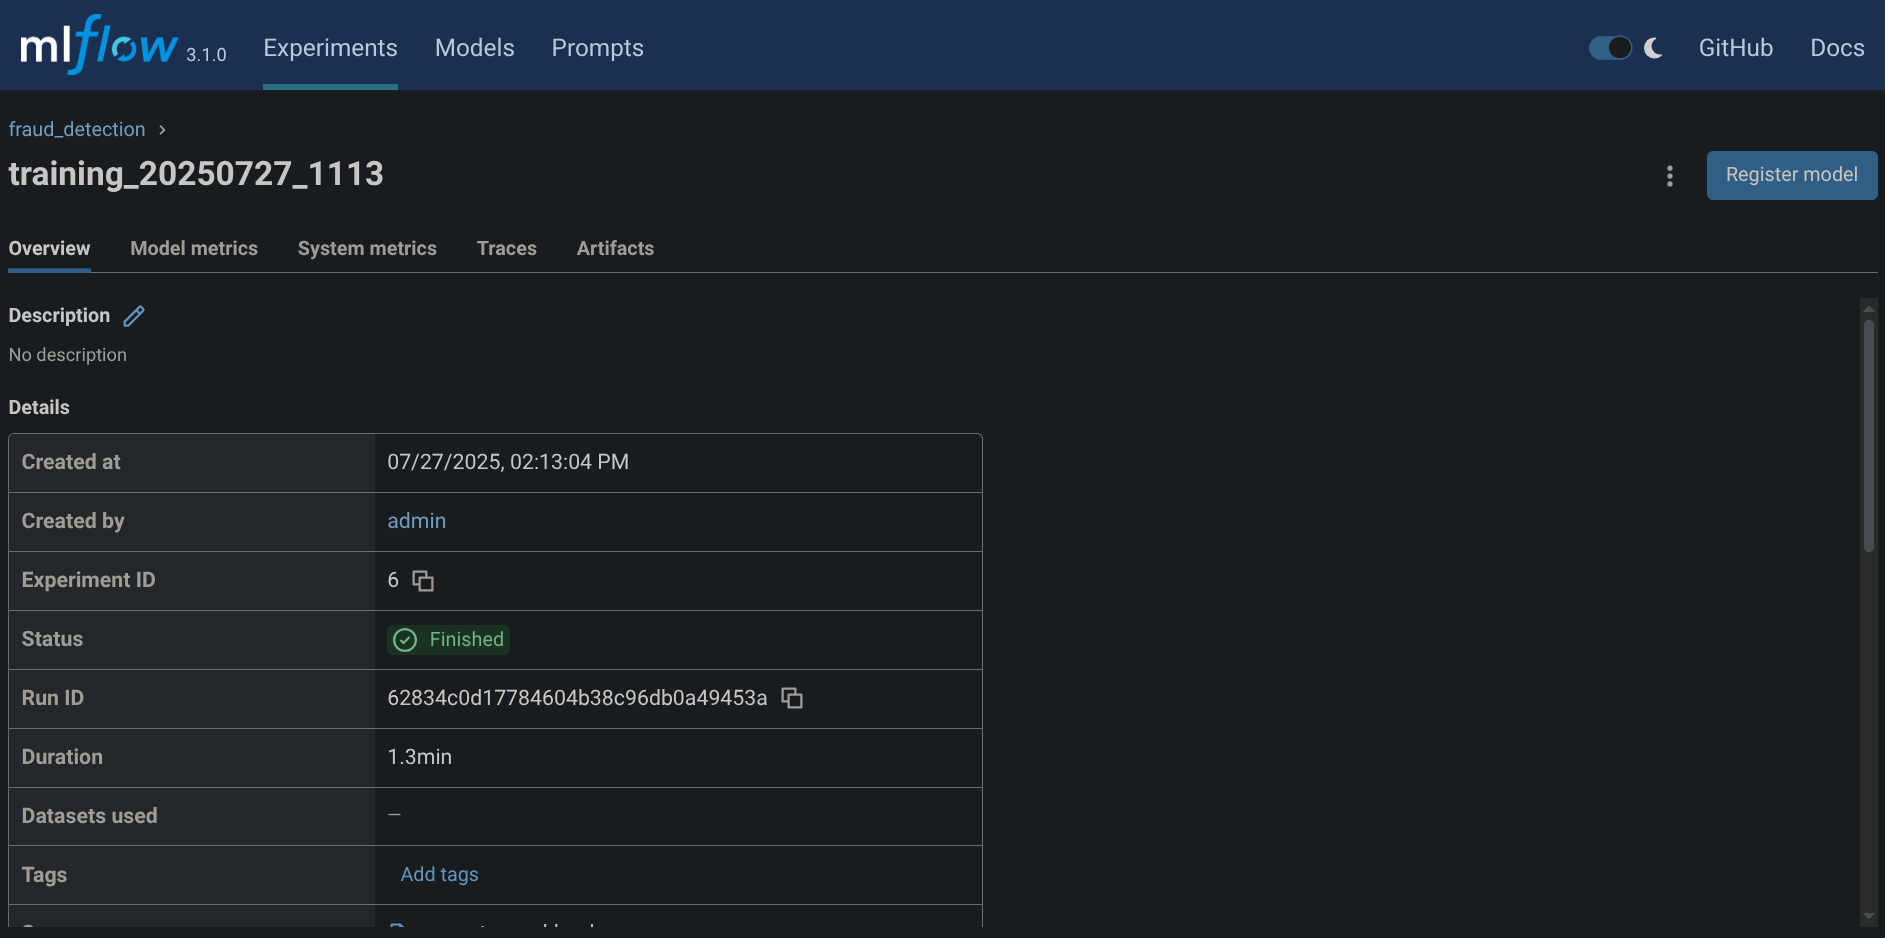 mlflow 3.1.0 Experiments Models Prompts GitHub Docs
fraud_detection
training_20250727_1113
Register model
Overview Model metrics System metrics Traces Artifacts
Description
No description
Details
Created at 07/27/2025, 02:13:04 PM
Created by admin
Experiment ID 6
Status Finished
Run ID 62834c0d17784604b38c96db0a49453a
Duration 1.3min
Datasets used —
Tags Add tags